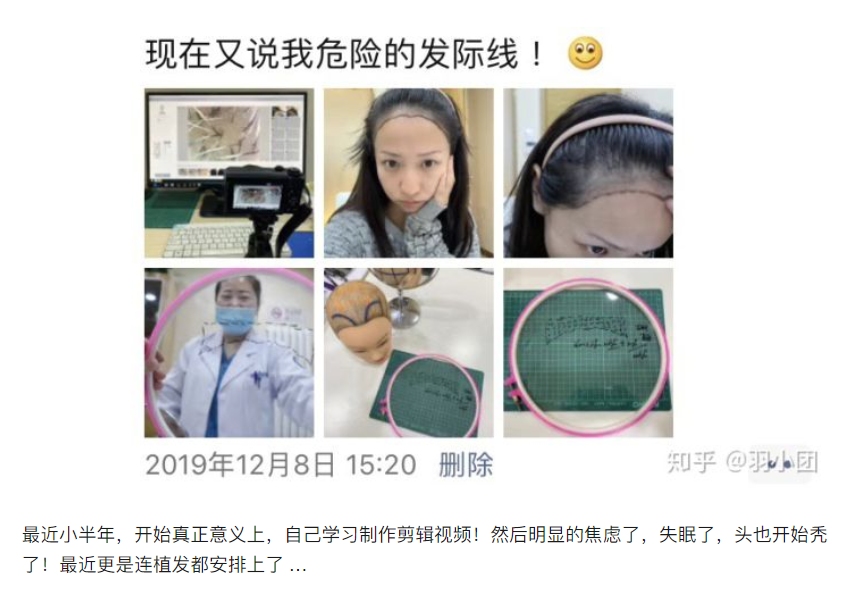 现在又说我危险的发际线！
2019年12月8日 15:20 删除
知乎 @羽小团
最近小半年，开始真正意义上，自己学习制作剪辑视频！然后明显的焦虑了，失眠了，头也开始秃
了！最近更是连植发都安排上了 ...